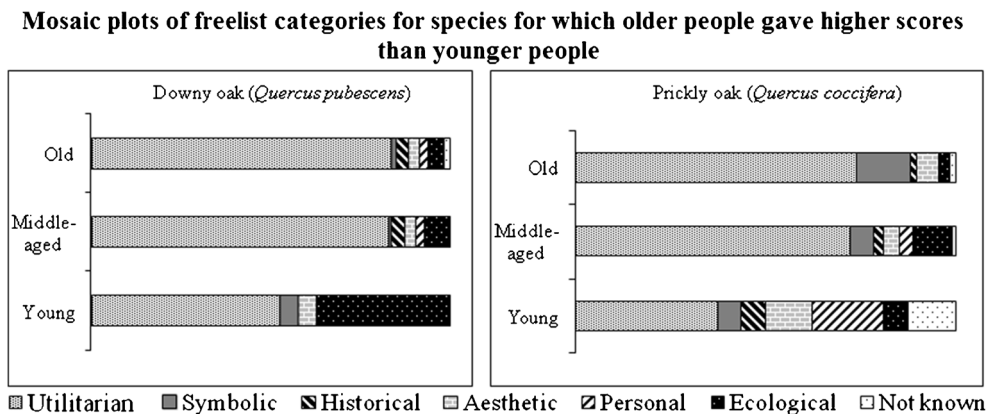 Mosaic plots of freelist categories for species for which older people gave higher scores
than younger people
Downy oak (Quercus pubescens)
Old
Middle-
aged
Young
Prickly oak (Quercus coccifera)
Old
Middle-
aged
Young
Utilitarian Symbolic Historical Aesthetic Personal Ecological Not known